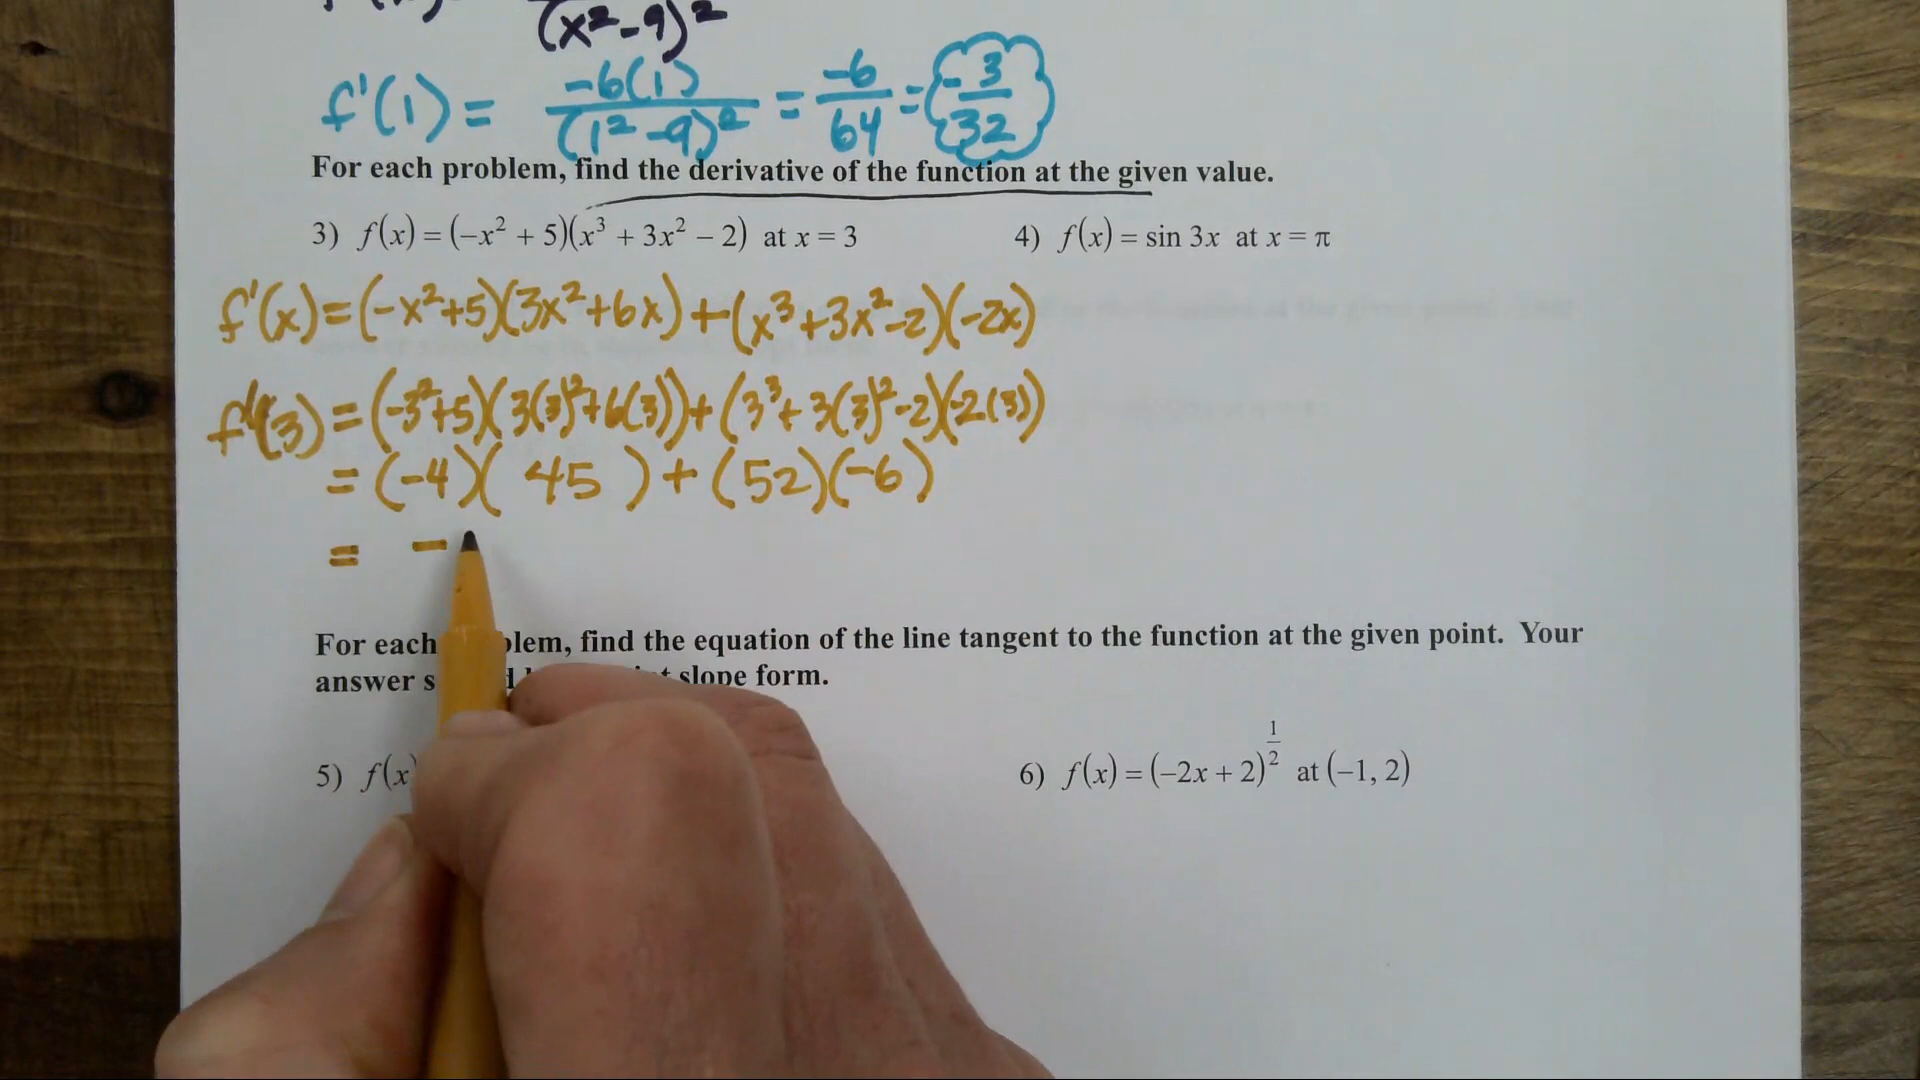 (x²-9)²
f'(1) = -6(1)/(1²-9)² = -6/64 = -3/32
For each problem, find the derivative of the function at the given value.
3) f(x) = (–x² + 5)(x³ + 3x² – 2) at x = 3
4) f(x) = sin 3x at x = π
f'(x)=(-x²+5)(3x²+6x)+(x³+3x²-2)(-2x)
f'(3)=(-3²+5)(3(3)²+6(3))+(3³+3(3)²-2)(-2(3))
= (-4)( 45 ) + (52)(-6)
= -
For each find the equation of the line tangent to the function at the given point. Your
answer slope form.
5) f(x)
6) f(x) = (–2x + 2)^(1/2) at (–1, 2)